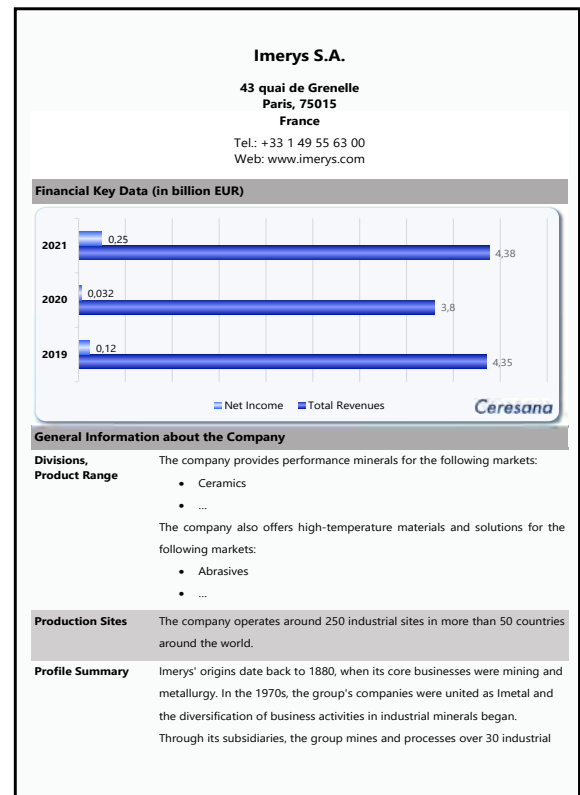 Imerys S.A.
43 quai de Grenelle
Paris, 75015
France
Tel.: +33 1 49 55 63 00
Web: www.imerys.com
Financial Key Data (in billion EUR)
2021
0,25
4,38
2020
0,032
3,8
2019
0,12
4,35
Net Income Total Revenues
Ceresana
General Information about the Company
Divisions, The company provides performance minerals for the following markets:
Product Range
• Ceramics
• ...
The company also offers high-temperature materials and solutions for the
following markets:
• Abrasives
• ...
Production Sites The company operates around 250 industrial sites in more than 50 countries
around the world.
Profile Summary Imerys' origins date back to 1880, when its core businesses were mining and
metallurgy. In the 1970s, the group's companies were united as Imetal and
the diversification of business activities in industrial minerals began.
Through its subsidiaries, the group mines and processes over 30 industrial